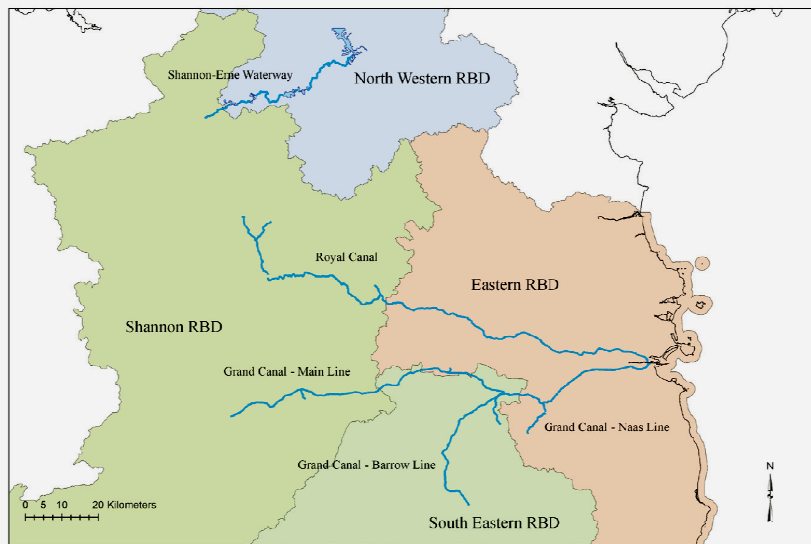 Shannon-Erne Waterway
North Western RBD
Royal Canal
Eastern RBD
Shannon RBD
Grand Canal - Main Line
Grand Canal - Naas Line
Grand Canal - Barrow Line
N
0 5 10 20 Kilometers
South Eastern RBD